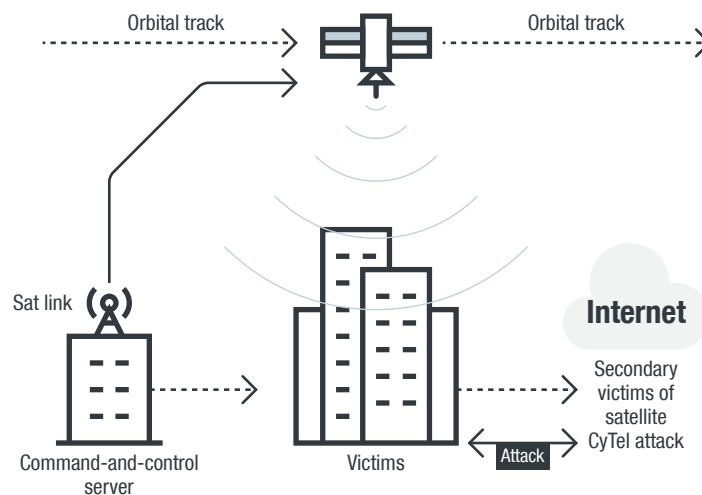 Orbital track
Orbital track
Sat link
Internet
Secondary
victims of
satellite
CyTel attack
Attack
Command-and-control
server
Victims